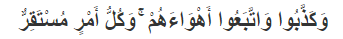 وَكَذَّبُوا وَاتَّبَعُوا أَهْوَاءَهُمْ ۚ وَكُلُّ أَمْرٍ مُسْتَقِرٌّ